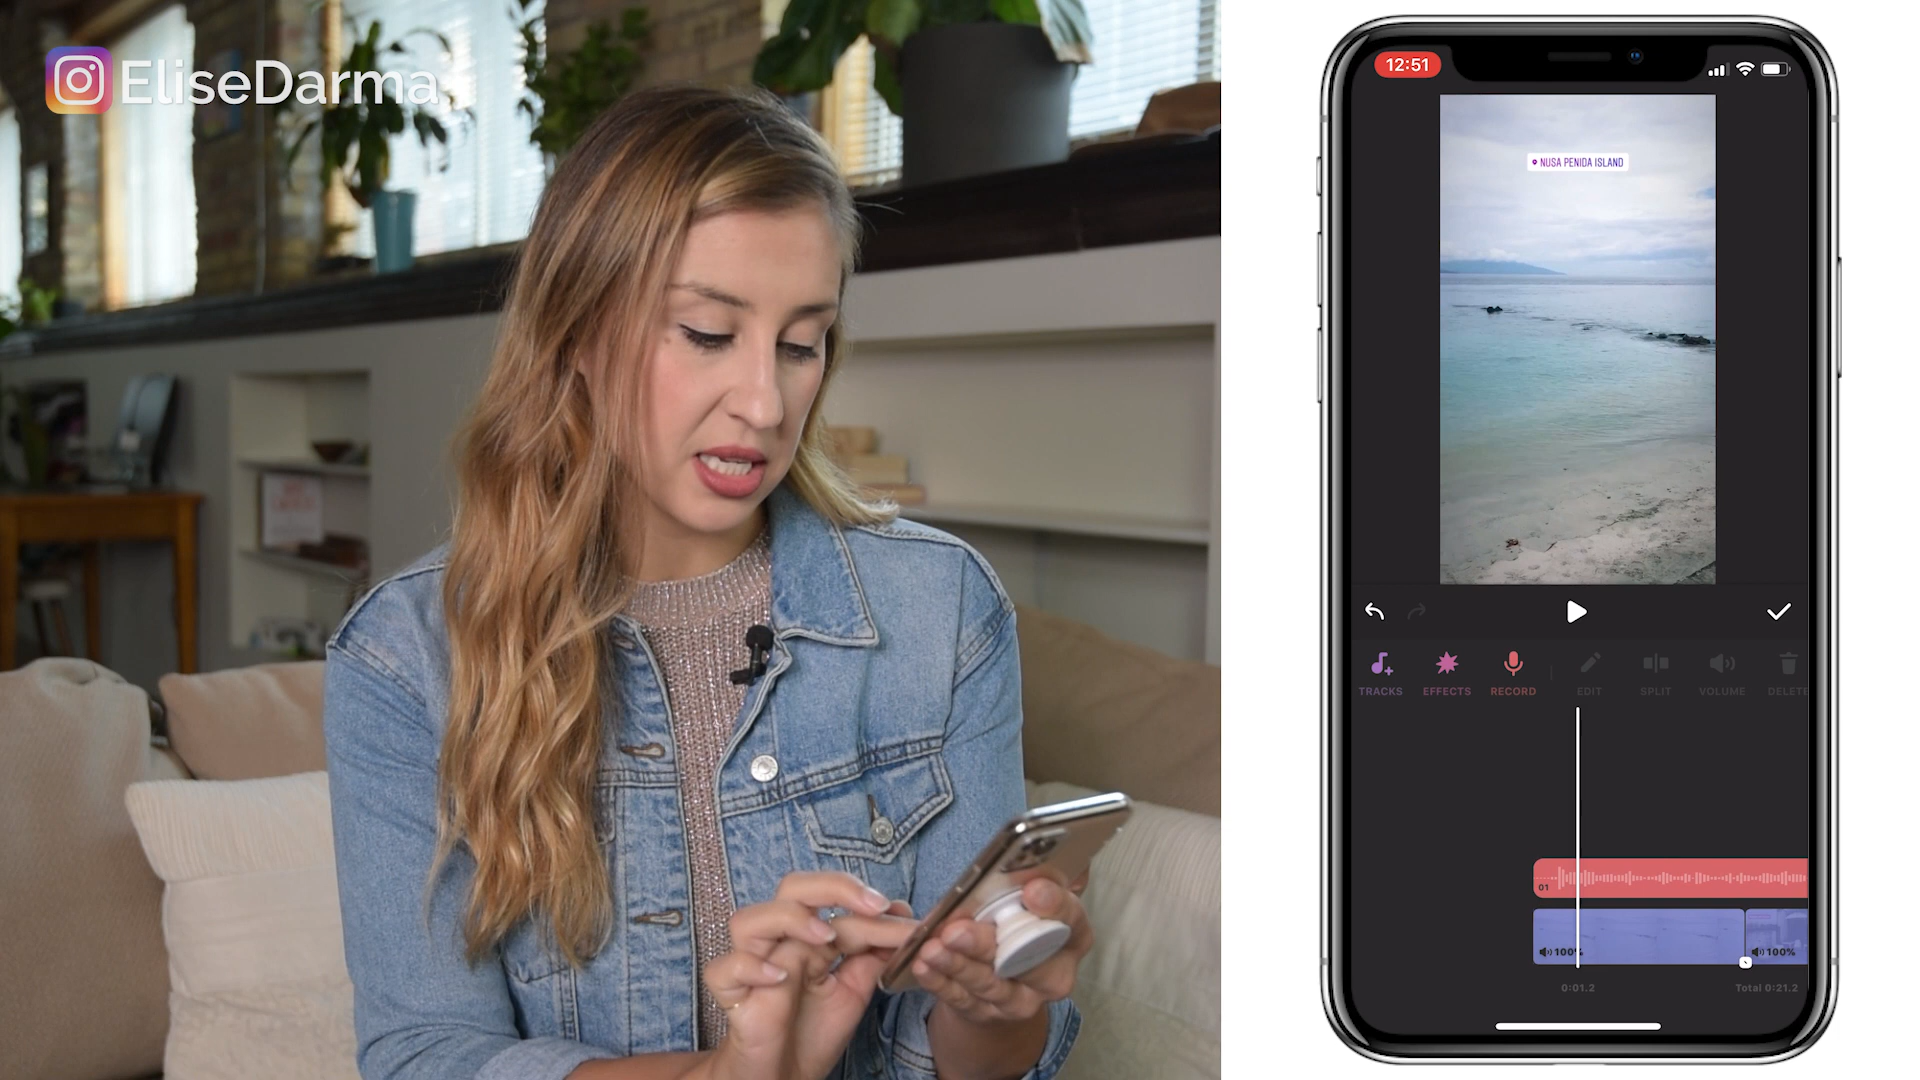 EliseDarma
12:51
NUSA PENIDA ISLAND
TRACKS
EFFECTS
RECORD
EDIT
SPLIT
VOLUME
DELETE
01
100%
100%
0:01.2
Total 0:21.2